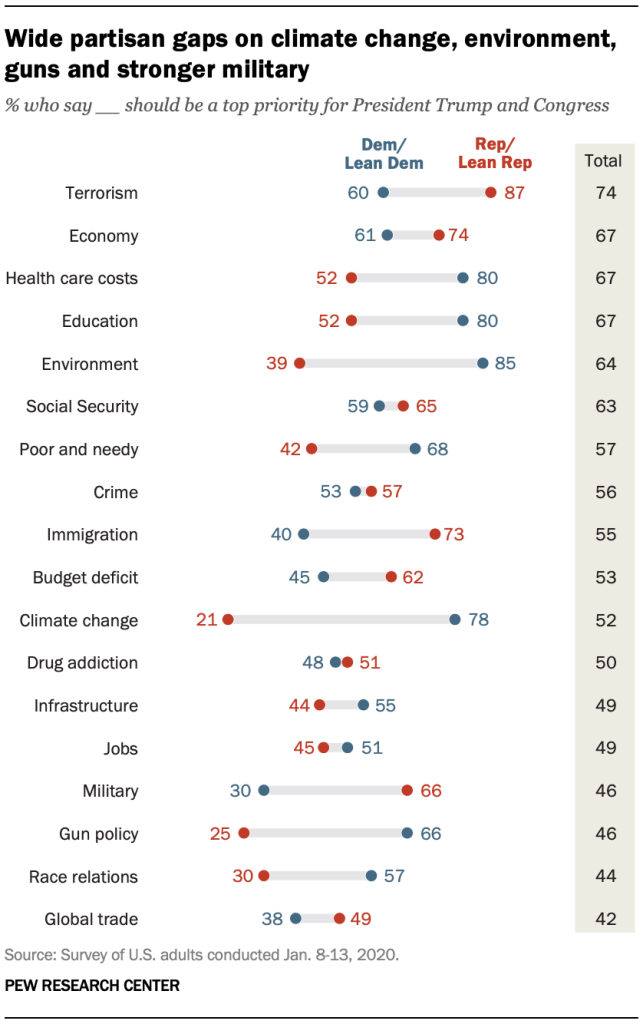 Wide partisan gaps on climate change, environment,
guns and stronger military
% who say __ should be a top priority for President Trump and Congress
Dem/ Rep/
Lean Dem Lean Rep Total
Terrorism 60 87 74
Economy 61 74 67
Health care costs 52 80 67
Education 52 80 67
Environment 39 85 64
Social Security 59 65 63
Poor and needy 42 68 57
Crime 53 57 56
Immigration 40 73 55
Budget deficit 45 62 53
Climate change 21 78 52
Drug addiction 48 51 50
Infrastructure 44 55 49
Jobs 45 51 49
Military 30 66 46
Gun policy 25 66 46
Race relations 30 57 44
Global trade 38 49 42
Source: Survey of U.S. adults conducted Jan. 8-13, 2020.
PEW RESEARCH CENTER